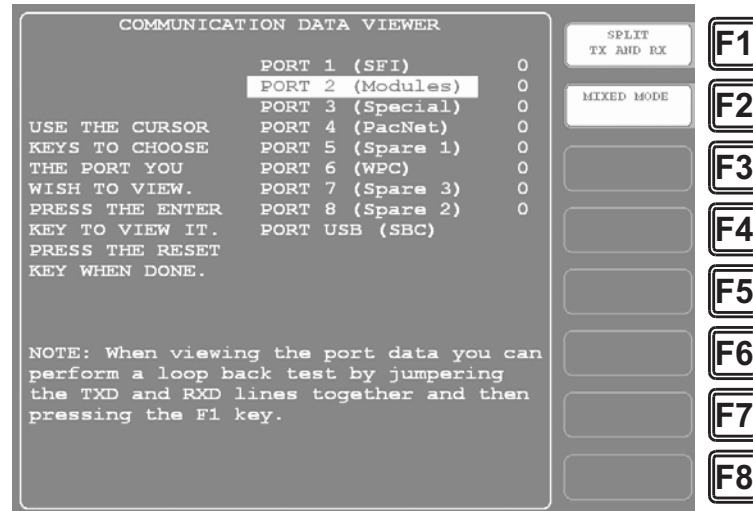 COMMUNICATION DATA VIEWER
PORT 1 (SFI) 0
PORT 2 (Modules) 0
PORT 3 (Special) 0
USE THE CURSOR PORT 4 (PacNet) 0
KEYS TO CHOOSE PORT 5 (Spare 1) 0
THE PORT YOU PORT 6 (WPC) 0
WISH TO VIEW. PORT 7 (Spare 3) 0
PRESS THE ENTER PORT 8 (Spare 2) 0
KEY TO VIEW IT. PORT USB (SBC)
PRESS THE RESET
KEY WHEN DONE.
NOTE: When viewing the port data you can
perform a loop back test by jumpering
the TXD and RXD lines together and then
pressing the F1 key.
SPLIT
TX AND RX
MIXED MODE
F1
F2
F3
F4
F5
F6
F7
F8